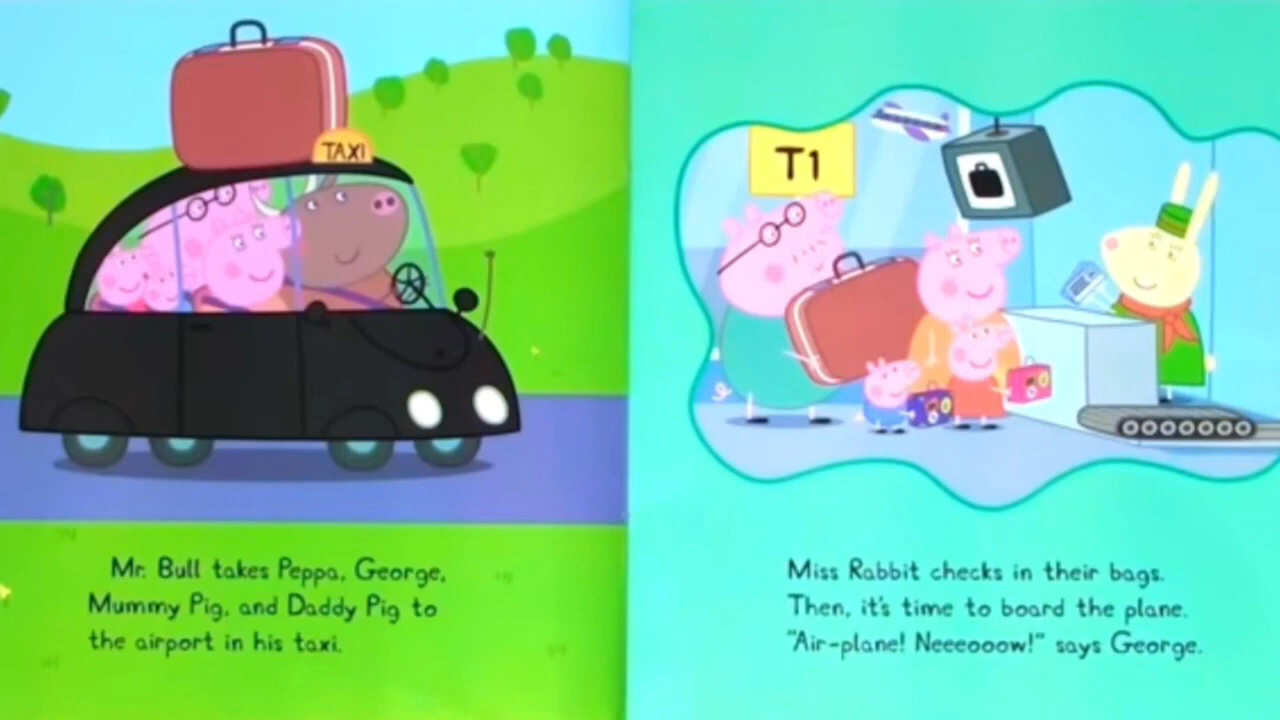 TAXI
Mr. Bull takes Peppa, George,
Mummy Pig, and Daddy Pig to
the airport in his taxi.
T1
Miss Rabbit checks in their bags.
Then, it's time to board the plane.
"Air-plane! Neeeooow!" says George.